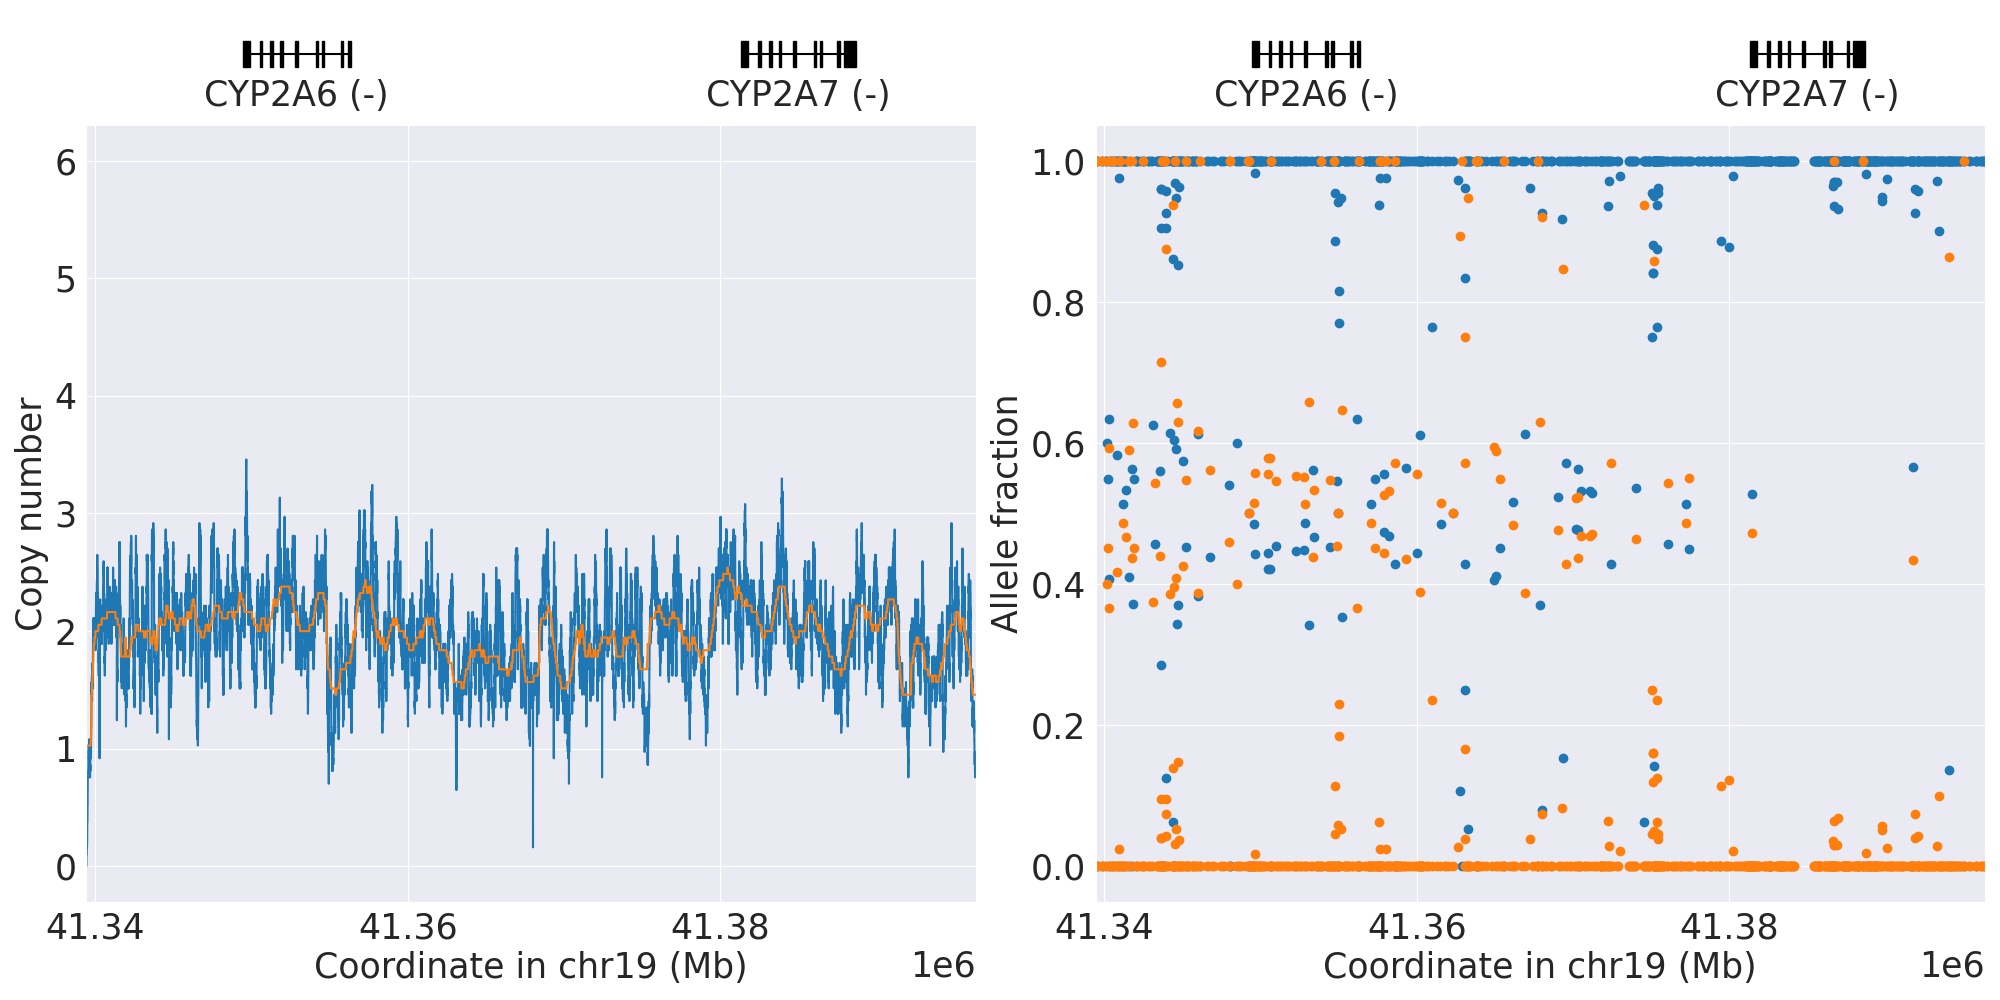 CYP2A6 (-)
CYP2A7 (-)
Copy number
6
5
4
3
2
1
0
41.34
41.36
41.38
Coordinate in chr19 (Mb)
1e6
CYP2A6 (-)
CYP2A7 (-)
Allele fraction
1.0
0.8
0.6
0.4
0.2
0.0
41.34
41.36
41.38
Coordinate in chr19 (Mb)
1e6